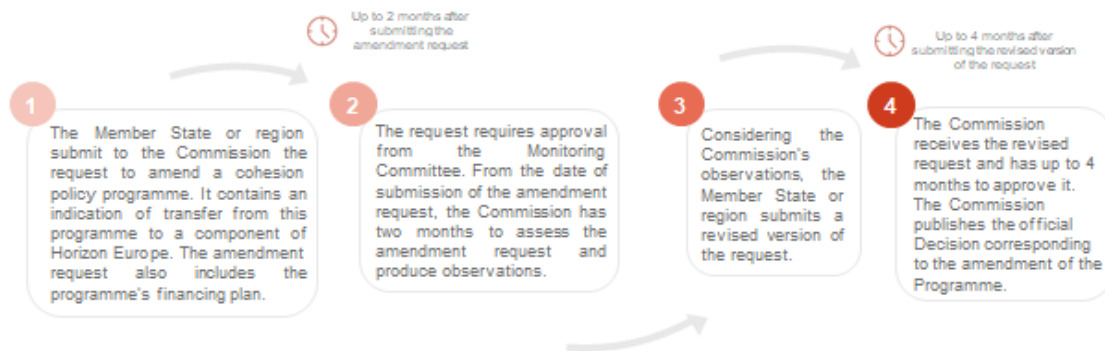 Up to 2 months after
submitting the
amendment request
Up to 4 months after
submitting the revised version
of the request
1
The Member State or region
submit to the Commission the
request to amend a cohesion
policy programme. It contains an
indication of transfer from this
programme to a component of
Horizon Europe. The amendment
request also includes the
programme's financing plan.
2
The request requires approval
from the Monitoring
Committee. From the date of
submission of the amendment
request, the Commission has
two months to assess the
amendment request and
produce observations.
3
Considering the
Commission's
observations, the
Member State or
region submits a
revised version of
the request.
4
The Commission
receives the revised
request and has up to 4
months to approve it.
The Commission
publishes the official
Decision corresponding
to the amendment of the
Programme.